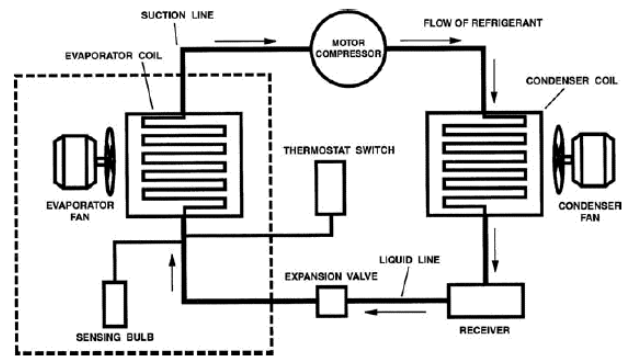 SUCTION LINE
EVAPORATOR COIL
MOTOR
COMPRESSOR
FLOW OF REFRIGERANT
CONDENSER COIL
THERMOSTAT SWITCH
EVAPORATOR
FAN
CONDENSER
FAN
LIQUID LINE
EXPANSION VALVE
SENSING BULB
RECEIVER